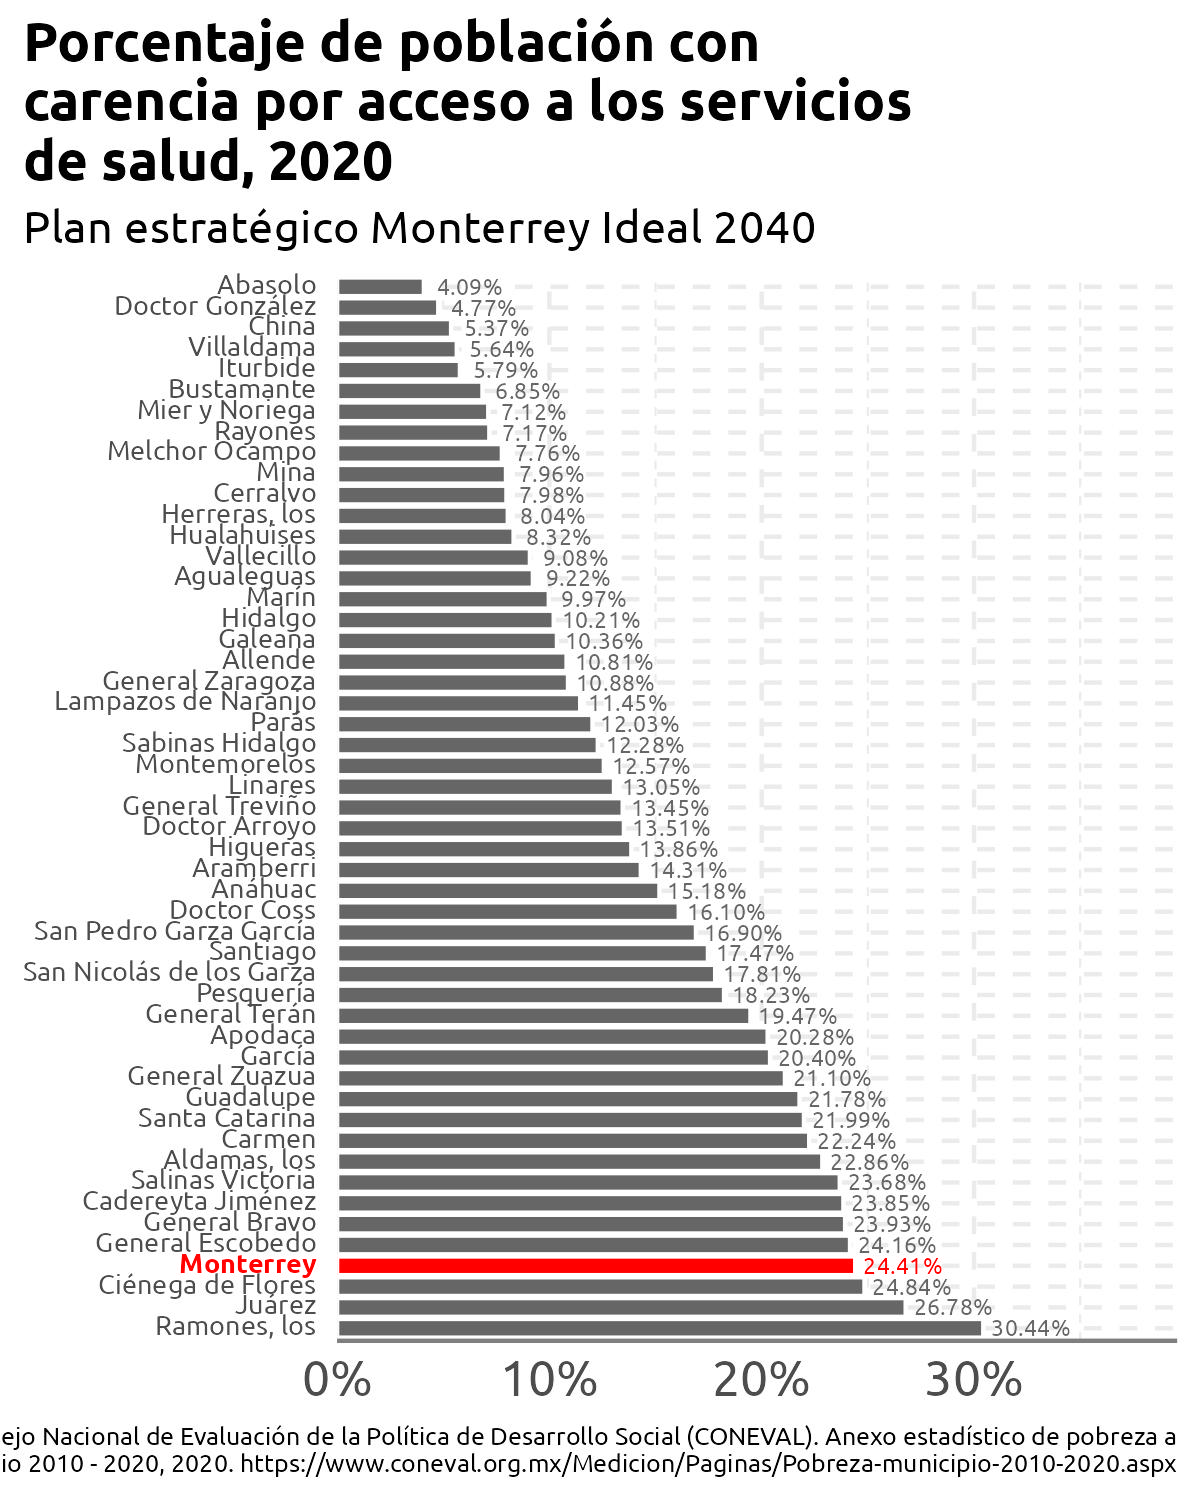 Porcentaje de población con
carencia por acceso a los servicios
de salud, 2020
Plan estratégico Monterrey Ideal 2040
Abasolo 4.09%
Doctor González 4.77%
China 5.37%
Villaldama 5.64%
Iturbide 5.79%
Bustamante 6.85%
Mier y Noriega 7.12%
Rayones 7.17%
Melchor Ocampo 7.76%
Mina 7.96%
Cerralvo 7.98%
Herreras, los 8.04%
Hualahuises 8.32%
Vallecillo 9.08%
Agualeguas 9.22%
Marín 9.97%
Hidalgo 10.21%
Galeana 10.36%
Allende 10.81%
General Zaragoza 10.88%
Lampazos de Naranjo 11.45%
Parás 12.03%
Sabinas Hidalgo 12.28%
Montemorelos 12.57%
Linares 13.05%
General Treviño 13.45%
Doctor Arroyo 13.51%
Higueras 13.86%
Aramberri 14.31%
Anáhuac 15.18%
Doctor Coss 16.10%
San Pedro Garza García 16.90%
Santiago 17.47%
San Nicolás de los Garza 17.81%
Pesquería 18.23%
General Terán 19.47%
Apodaca 20.28%
García 20.40%
General Zuazua 21.10%
Guadalupe 21.78%
Santa Catarina 21.99%
Carmen 22.24%
Aldamas, los 22.86%
Salinas Victoria 23.68%
Cadereyta Jiménez 23.85%
General Bravo 23.93%
General Escobedo 24.16%
Monterrey 24.41%
Ciénega de Flores 24.84%
Juárez 26.78%
Ramones, los 30.44%
0% 10% 20% 30%
ejo Nacional de Evaluación de la Política de Desarrollo Social (CONEVAL). Anexo estadístico de pobreza a
io 2010 - 2020, 2020. https://www.coneval.org.mx/Medicion/Paginas/Pobreza-municipio-2010-2020.aspx